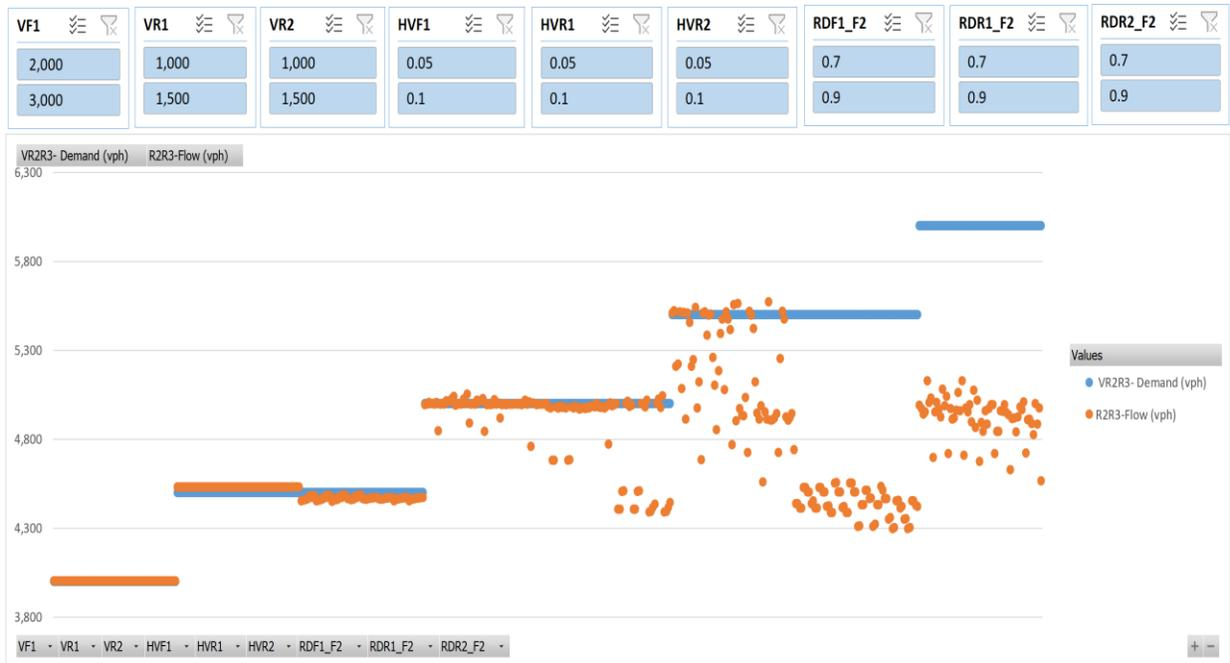 VF1 VR1 VR2 HVF1 HVR1 HVR2 RDF1_F2 RDR1_F2 RDR2_F2
2,000 1,000 1,000 0.05 0.05 0.05 0.7 0.7 0.7
3,000 1,500 1,500 0.1 0.1 0.1 0.9 0.9 0.9
VR2R3- Demand (vph) R2R3-Flow (vph)
6,300
5,800
5,300
4,800
4,300
3,800
Values
VR2R3- Demand (vph)
R2R3-Flow (vph)
VF1 VR1 VR2 HVF1 HVR1 HVR2 RDF1_F2 RDR1_F2 RDR2_F2